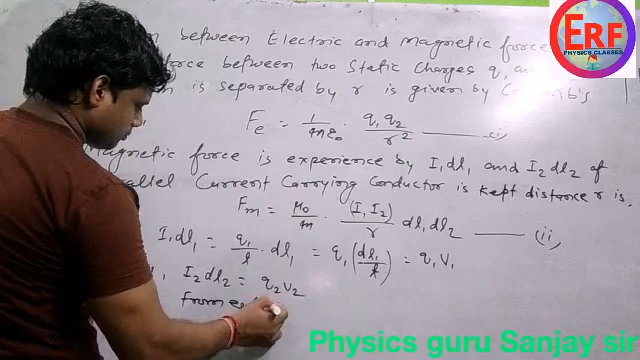 between Electric and Magnetic force
force between two Static Charges q,
is separated by r is given by
Fe = 1/4πε₀ · q₁q₂/r² ——— (i)
Magnetic force is experience by I₁dl₁ and I₂dl₂ of
Parallel Current Carrying Conductor is kept distance r is.
Fm = μ₀/4π · (I₁I₂)/r dl₁dl₂ ——— (ii)
I₁dl₁ = q₁/t · dl₁ = q₁(dl₁/t) = q₁V₁
I₂dl₂ = q₂V₂
From
ERF
PHYSICS CLASSES
Physics guru Sanjay sir